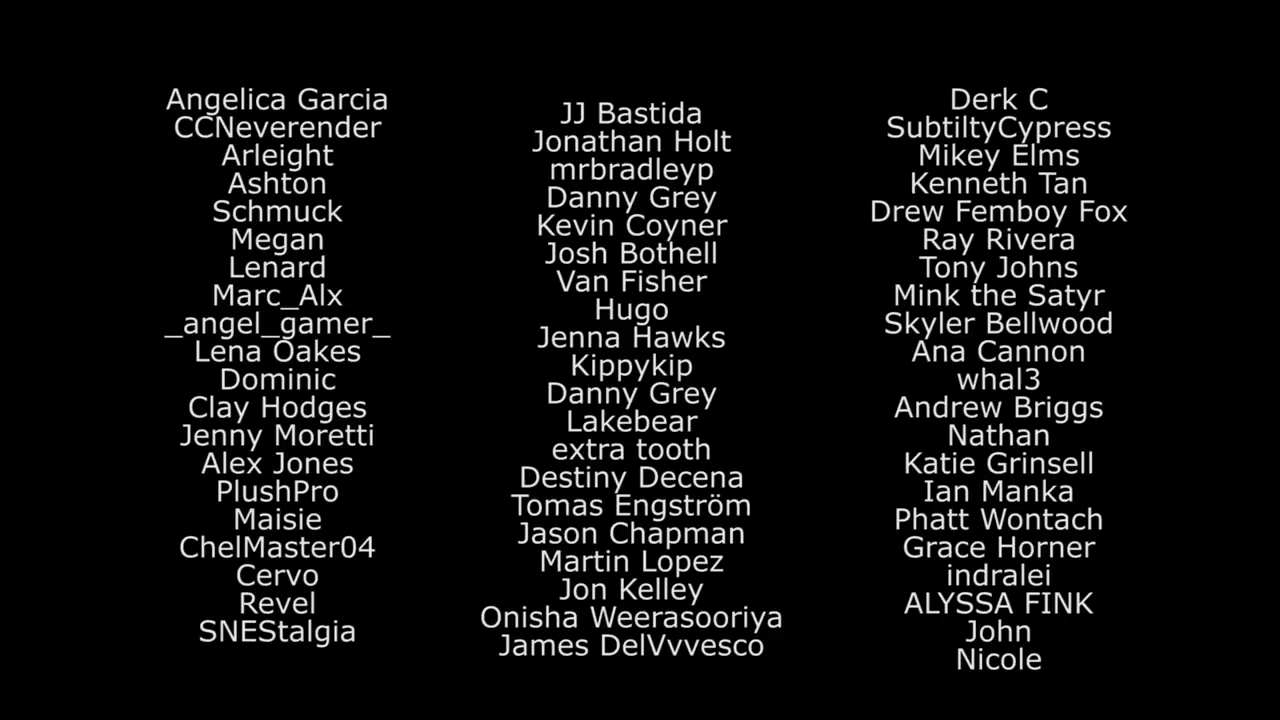 Angelica Garcia
CCNeverender
Arleight
Ashton
Schmuck
Megan
Lenard
Marc_Alx
_angel_gamer_
Lena Oakes
Dominic
Clay Hodges
Jenny Moretti
Alex Jones
PlushPro
Maisie
ChelMaster04
Cervo
Revel
SNEStalgia
JJ Bastida
Jonathan Holt
mrbradleyp
Danny Grey
Kevin Coyner
Josh Bothell
Van Fisher
Hugo
Jenna Hawks
Kippykip
Danny Grey
Lakebear
extra tooth
Destiny Decena
Tomas Engström
Jason Chapman
Martin Lopez
Jon Kelley
Onisha Weerasooriya
James DelVvvesco
Derk C
SubtiltyCypress
Mikey Elms
Kenneth Tan
Drew Femboy Fox
Ray Rivera
Tony Johns
Mink the Satyr
Skyler Bellwood
Ana Cannon
whal3
Andrew Briggs
Nathan
Katie Grinsell
Ian Manka
Phatt Wontach
Grace Horner
indralei
ALYSSA FINK
John
Nicole